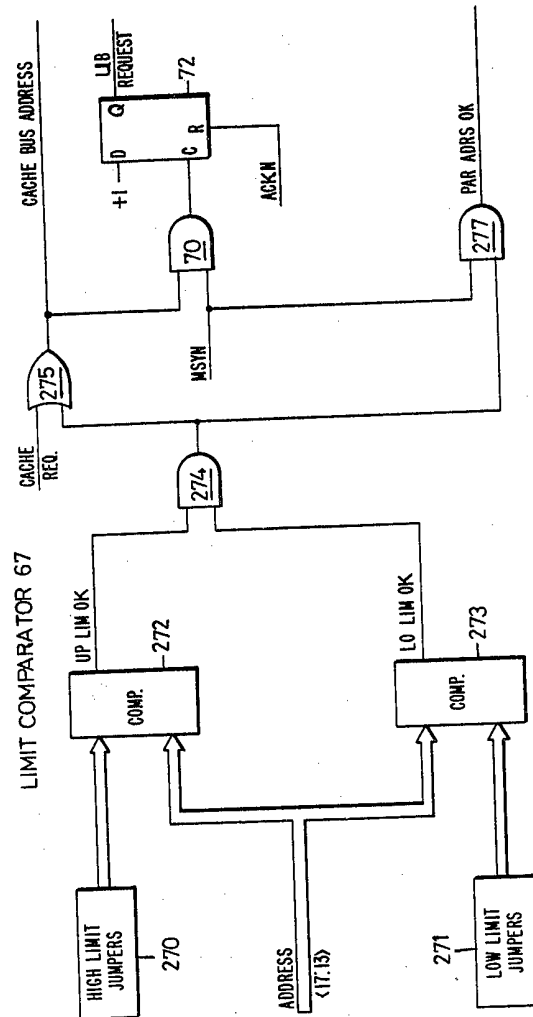 LIMIT COMPARATOR 67
HIGH LIMIT
JUMPERS
270
ADDRESS
<17:13>
271
LOW LIMIT
JUMPERS
UP LIM OK
COMP.
272
LO LIM OK
COMP.
273
274
CACHE
REQ.
275
CACHE BUS ADDRESS
MSYN
70
+1
D
Q
C
R
72
REQUEST
ACKN
277
PAR ADRS OK